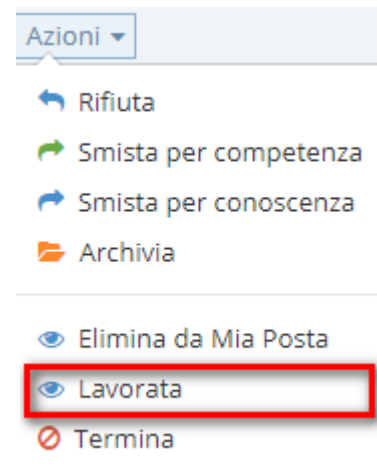 Azioni
Rifiuta
Smista per competenza
Smista per conoscenza
Archivia
Elimina da Mia Posta
Lavorata
Termina